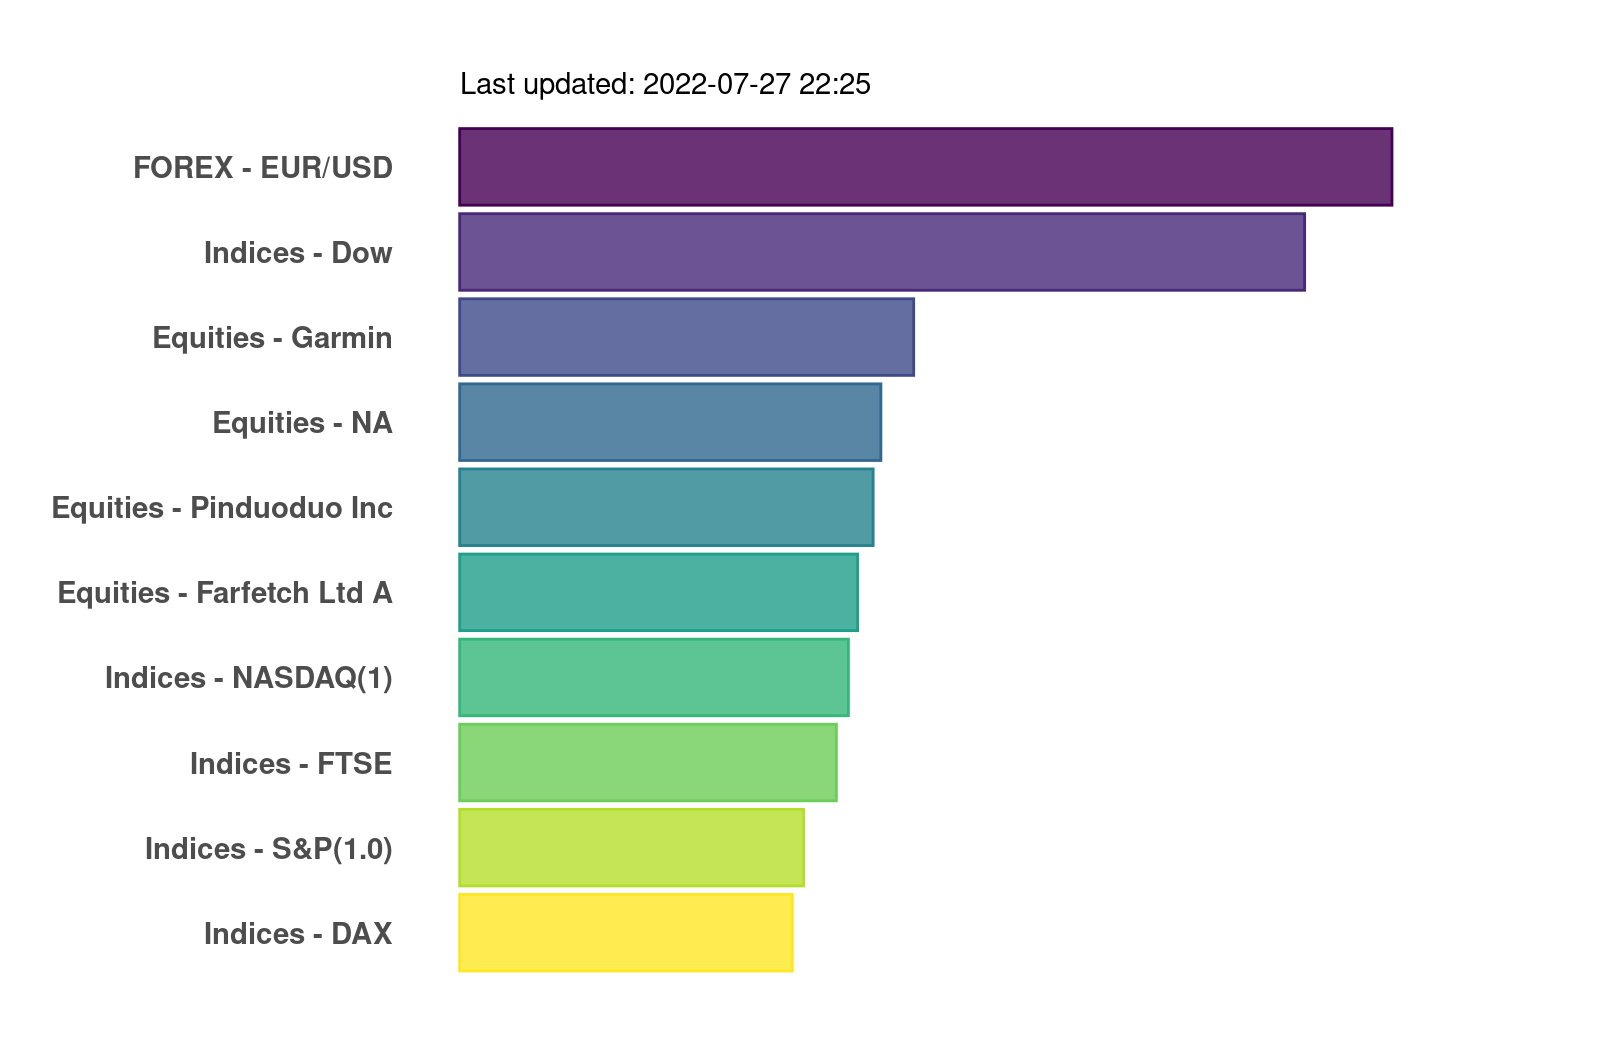 Last updated: 2022-07-27 22:25
FOREX - EUR/USD
Indices - Dow
Equities - Garmin
Equities - NA
Equities - Pinduoduo Inc
Equities - Farfetch Ltd A
Indices - NASDAQ(1)
Indices - FTSE
Indices - S&P(1.0)
Indices - DAX